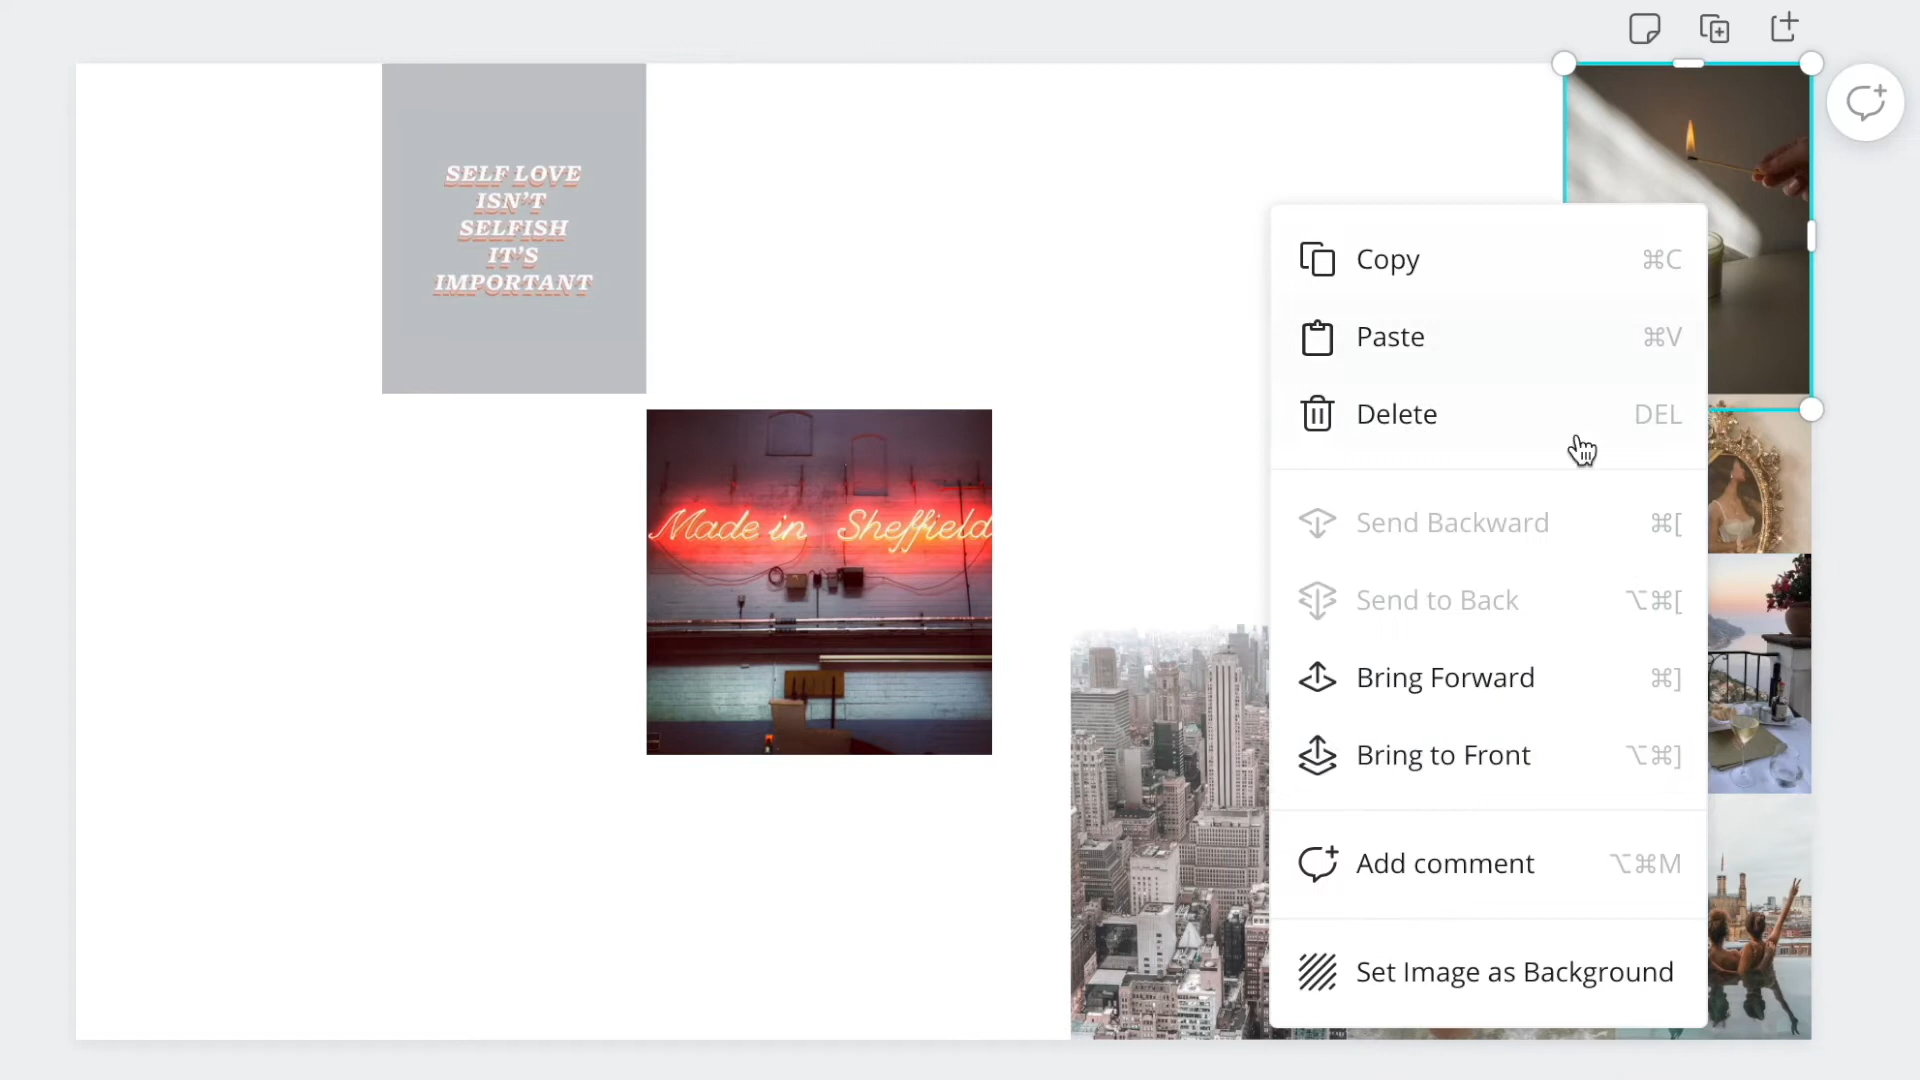 SELF LOVE
ISN'T
SELFISH
IT'S
IMPORTANT
Made in Sheffield
Copy ⌘C
Paste ⌘V
Delete DEL
Send Backward ⌘[
Send to Back ⌥⌘[
Bring Forward ⌘]
Bring to Front ⌥⌘]
Add comment ⌥⌘M
Set Image as Background